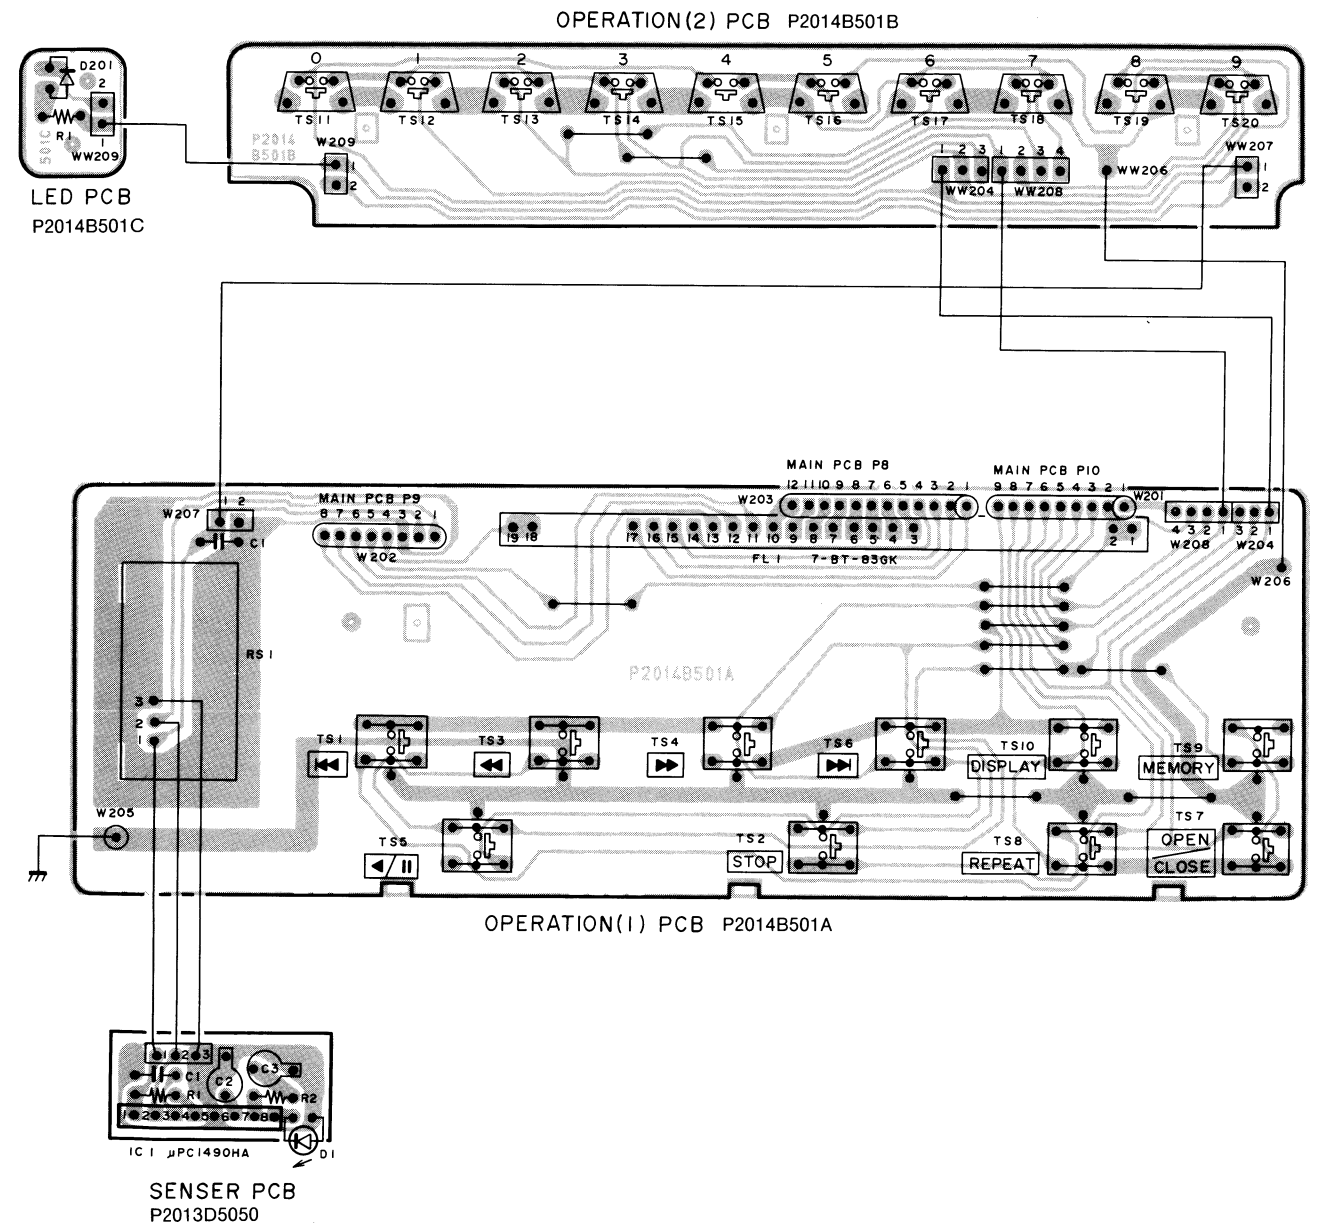 OPERATION(2) PCB P2014B501B
D201
2
R1
501C
1
WW209
LED PCB
P2014B501C
0 1 2 3 4 5 6 7 8 9
TS11 TS12 TS13 TS14 TS15 TS16 TS17 TS18 TS19 TS20
P2014
B501B
W209
1
2
1 2 3 1 2 3 4
WW204 WW208
WW206
WW207
1
2
MAIN PCB P8
12 11 10 9 8 7 6 5 4 3 2 1
W203
MAIN PCB P10
9 8 7 6 5 4 3 2 1
W201
1 2
W207
C1
MAIN PCB P9
8 7 6 5 4 3 2 1
W202
19 18 17 16 15 14 13 12 11 10 9 8 7 6 5 4 3 2 1
FL1 7-BT-83GK
4 3 2 1 3 2 1
W208 W204
W206
RS1
P2014B501A
3
2
1
TS1 TS3 TS4 TS6 TS10 TS9
DISPLAY MEMORY
W205
TS5 TS2 TS8 TS7
STOP REPEAT OPEN
CLOSE
OPERATION(1) PCB P2014B501A
1 2 3
C1 C2 C3
R1 R2
1 2 3 4 5 6 7 8
IC1 μPC1490HA D1
SENSER PCB
P2013D5050